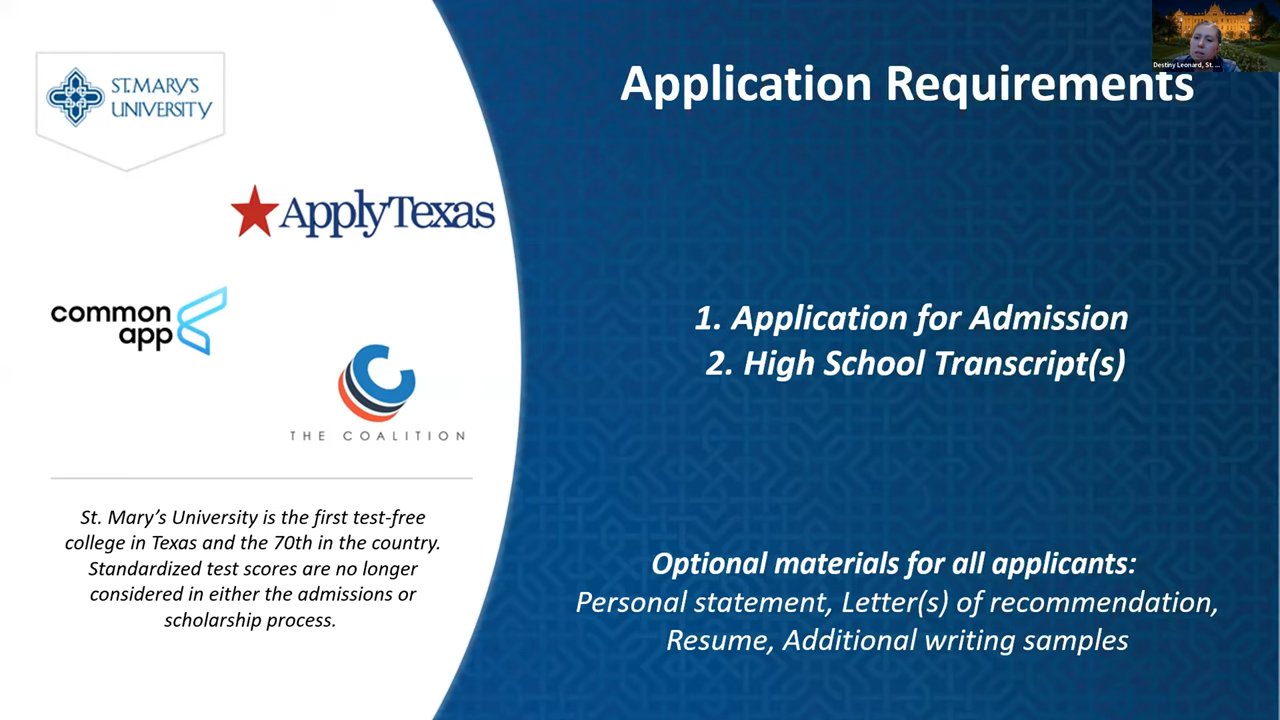 ST. MARY'S
UNIVERSITY
ApplyTexas
common
app
THE COALITION
St. Mary's University is the first test-free
college in Texas and the 70th in the country.
Standardized test scores are no longer
considered in either the admissions or
scholarship process.
Application Requirements
1. Application for Admission
2. High School Transcript(s)
Optional materials for all applicants:
Personal statement, Letter(s) of recommendation,
Resume, Additional writing samples
Destiny Leonard, St. ...